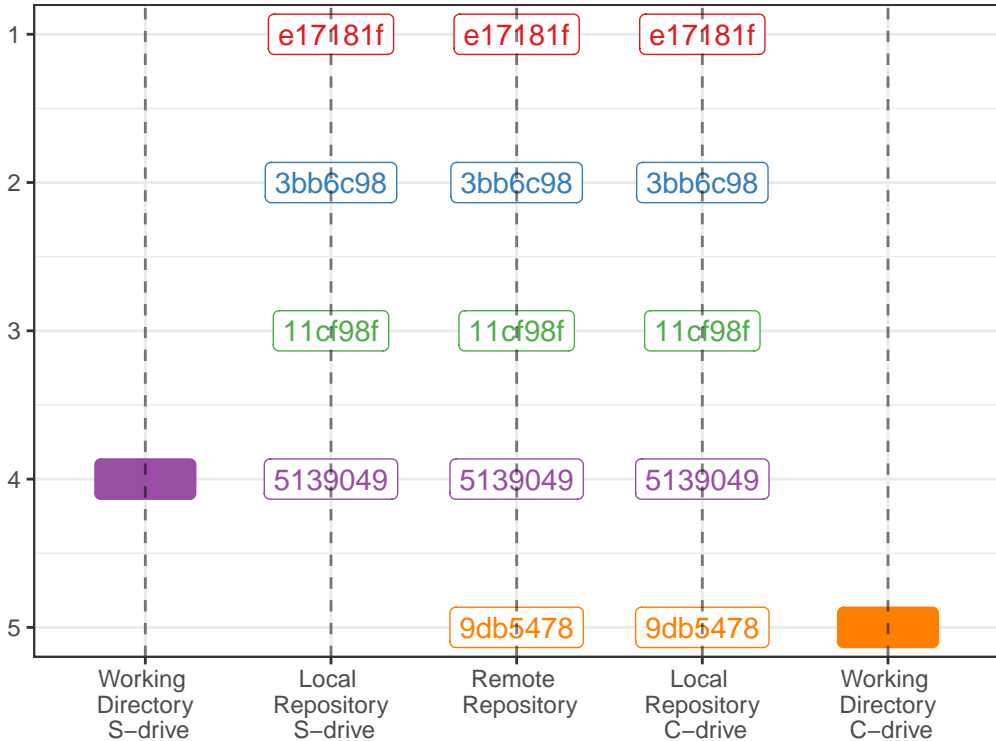 1 e17181f e17181f e17181f
2 3bb6c98 3bb6c98 3bb6c98
3 11cf98f 11cf98f 11cf98f
4 5139049 5139049 5139049
5 9db5478 9db5478
Working Directory S−drive
Local Repository S−drive
Remote Repository
Local Repository C−drive
Working Directory C−drive